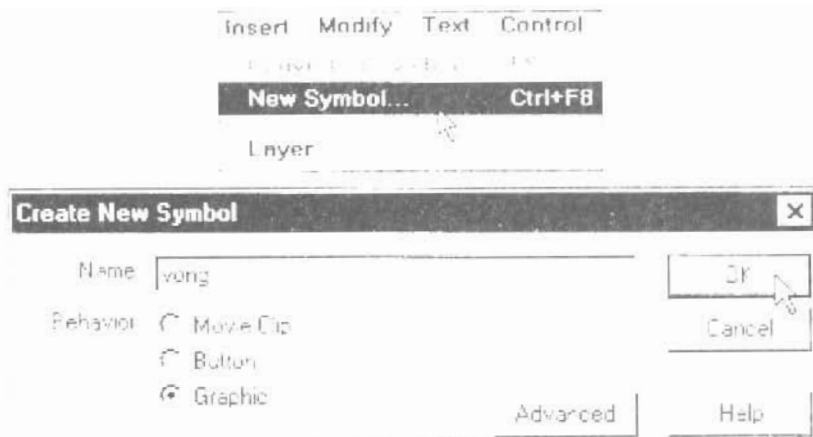 Insert Modify Text Control
New Symbol... Ctrl+F8
Layer
Create New Symbol
Name vong OK
Behavior Movie Clip Cancel
Button
Graphic
Advanced Help